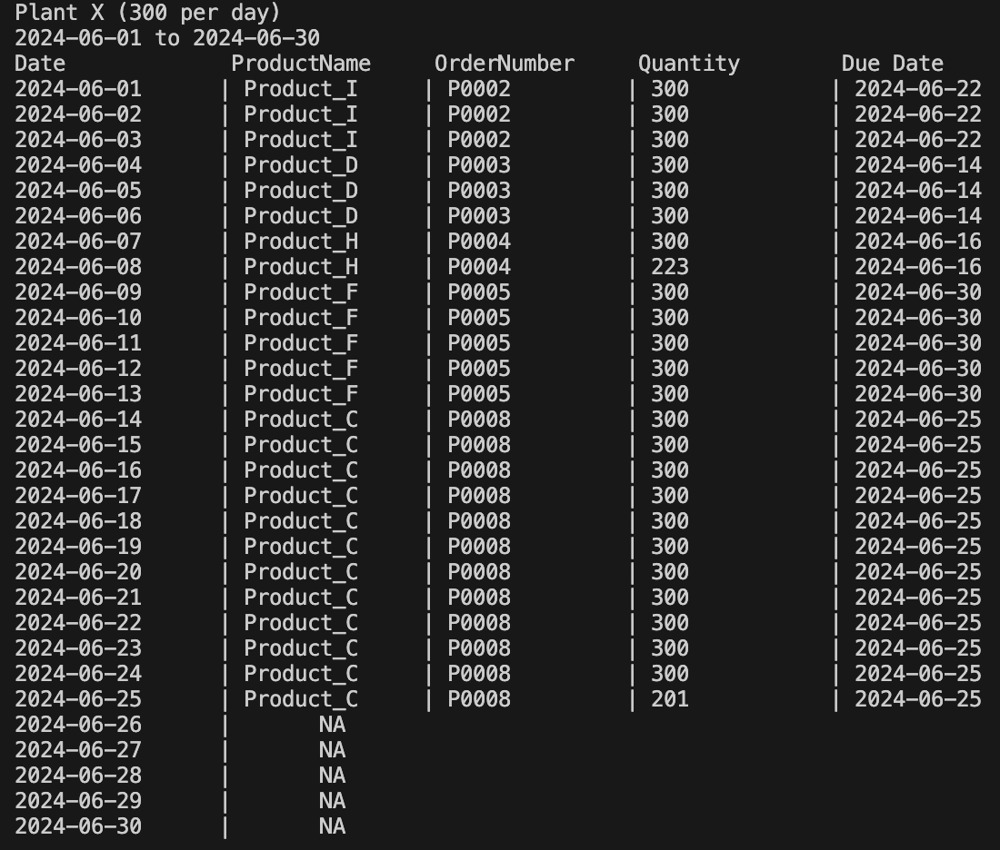 Plant X (300 per day)
2024-06-01 to 2024-06-30
Date ProductName OrderNumber Quantity Due Date
2024-06-01 | Product_I | P0002 | 300 | 2024-06-22
2024-06-02 | Product_I | P0002 | 300 | 2024-06-22
2024-06-03 | Product_I | P0002 | 300 | 2024-06-22
2024-06-04 | Product_D | P0003 | 300 | 2024-06-14
2024-06-05 | Product_D | P0003 | 300 | 2024-06-14
2024-06-06 | Product_D | P0003 | 300 | 2024-06-14
2024-06-07 | Product_H | P0004 | 300 | 2024-06-16
2024-06-08 | Product_H | P0004 | 223 | 2024-06-16
2024-06-09 | Product_F | P0005 | 300 | 2024-06-30
2024-06-10 | Product_F | P0005 | 300 | 2024-06-30
2024-06-11 | Product_F | P0005 | 300 | 2024-06-30
2024-06-12 | Product_F | P0005 | 300 | 2024-06-30
2024-06-13 | Product_F | P0005 | 300 | 2024-06-30
2024-06-14 | Product_C | P0008 | 300 | 2024-06-25
2024-06-15 | Product_C | P0008 | 300 | 2024-06-25
2024-06-16 | Product_C | P0008 | 300 | 2024-06-25
2024-06-17 | Product_C | P0008 | 300 | 2024-06-25
2024-06-18 | Product_C | P0008 | 300 | 2024-06-25
2024-06-19 | Product_C | P0008 | 300 | 2024-06-25
2024-06-20 | Product_C | P0008 | 300 | 2024-06-25
2024-06-21 | Product_C | P0008 | 300 | 2024-06-25
2024-06-22 | Product_C | P0008 | 300 | 2024-06-25
2024-06-23 | Product_C | P0008 | 300 | 2024-06-25
2024-06-24 | Product_C | P0008 | 300 | 2024-06-25
2024-06-25 | Product_C | P0008 | 201 | 2024-06-25
2024-06-26 | NA
2024-06-27 | NA
2024-06-28 | NA
2024-06-29 | NA
2024-06-30 | NA